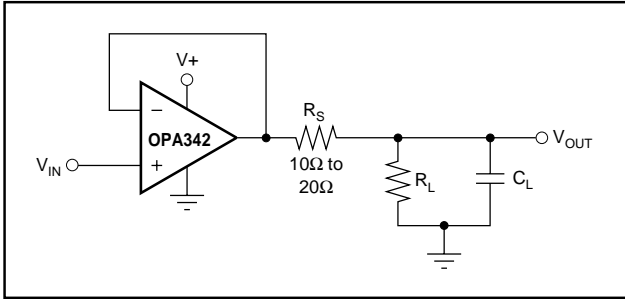 V+
−
OPA342
+
V_IN
R_S
10Ω to
20Ω
R_L
C_L
V_OUT